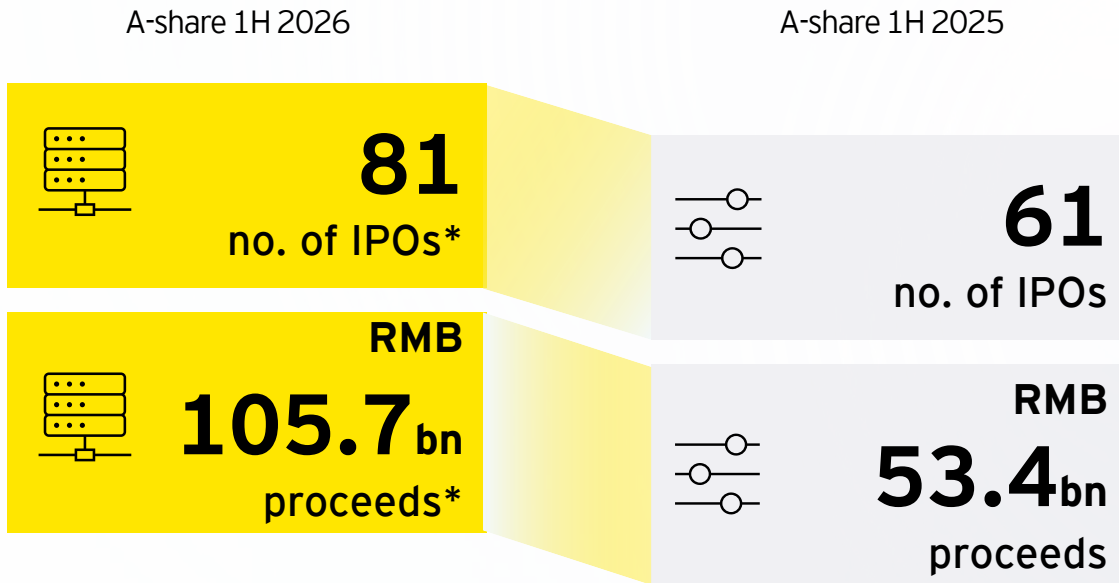 A-share 1H 2026
A-share 1H 2025
81
no. of IPOs*
61
no. of IPOs
RMB
105.7bn
proceeds*
RMB
53.4bn
proceeds